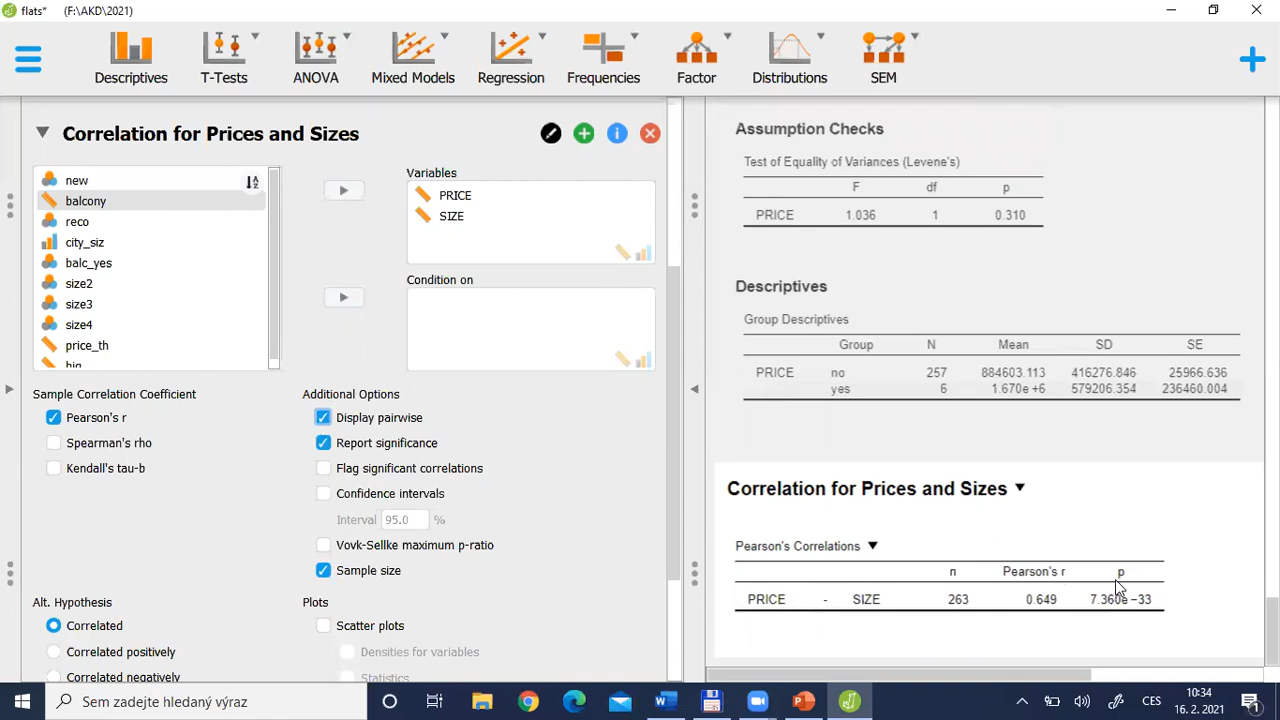 flats* (F:\AKD\2021)
Descriptives T-Tests ANOVA Mixed Models Regression Frequencies Factor Distributions SEM
Correlation for Prices and Sizes
new
balcony
reco
city_siz
balc_yes
size2
size3
size4
price_th
Variables
PRICE
SIZE
Condition on
Sample Correlation Coefficient
Pearson's r
Spearman's rho
Kendall's tau-b
Additional Options
Display pairwise
Report significance
Flag significant correlations
Confidence intervals
Interval 95.0 %
Vovk-Sellke maximum p-ratio
Sample size
Alt. Hypothesis
Correlated
Correlated positively
Correlated negatively
Plots
Scatter plots
Densities for variables
Statistics
Assumption Checks
Test of Equality of Variances (Levene's)
F df p
PRICE 1.036 1 0.310
Descriptives
Group Descriptives
Group N Mean SD SE
PRICE no 257 884603.113 416276.846 25966.636
yes 6 1.670e +6 579206.354 236460.004
Correlation for Prices and Sizes
Pearson's Correlations
n Pearson's r p
PRICE - SIZE 263 0.649 7.360e −33
Sem zadejte hledaný výraz
CES
10:34
16. 2. 2021